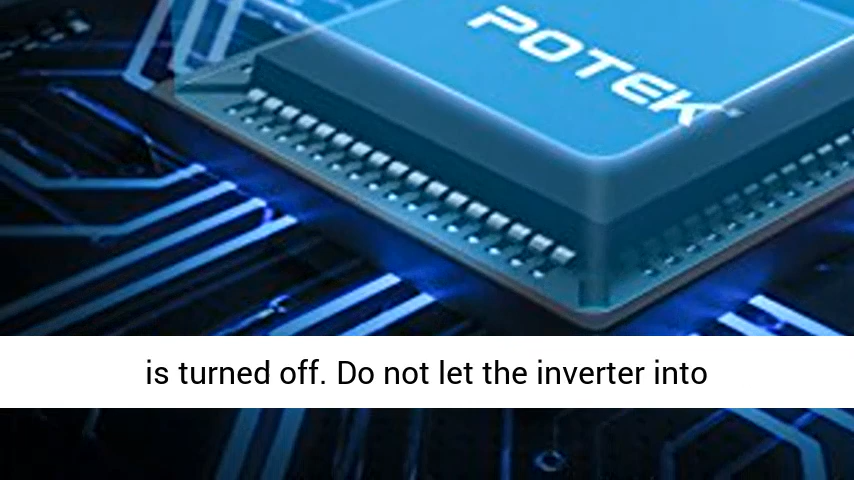 POTEK
is turned off. Do not let the inverter into